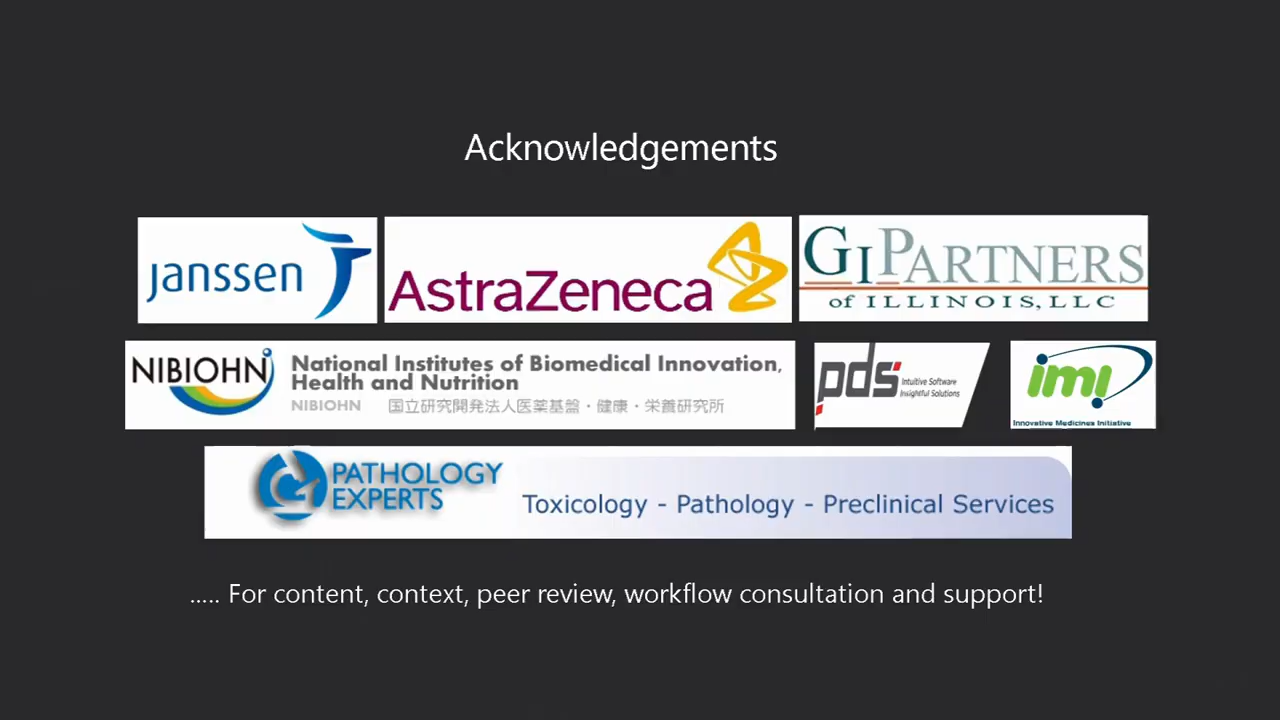 Acknowledgements
janssen
AstraZeneca
GI PARTNERS
of ILLINOIS, LLC
NIBIOHN
National Institutes of Biomedical Innovation,
Health and Nutrition
NIBIOHN 国立研究開発法人医薬基盤・健康・栄養研究所
pds
Intuitive Software
Insightful Solutions
imi
Innovative Medicines Initiative
PATHOLOGY
EXPERTS
Toxicology - Pathology - Preclinical Services
..... For content, context, peer review, workflow consultation and support!